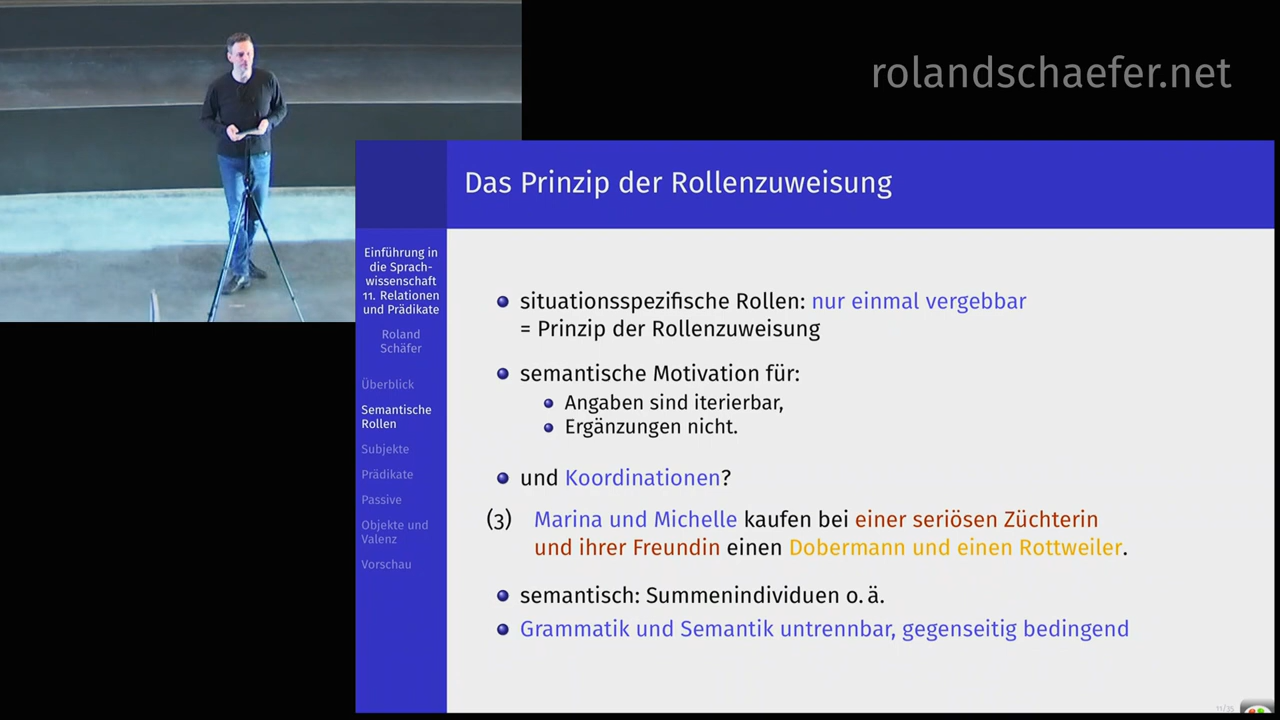 rolandschaefer.net
Das Prinzip der Rollenzuweisung
Einführung in
die Sprach-
wissenschaft
11. Relationen
und Prädikate
Roland
Schäfer
Überblick
Semantische
Rollen
Subjekte
Prädikate
Passive
Objekte und
Valenz
Vorschau
situationsspezifische Rollen: nur einmal vergebbar
= Prinzip der Rollenzuweisung
semantische Motivation für:
Angaben sind iterierbar,
Ergänzungen nicht.
und Koordinationen?
(3) Marina und Michelle kaufen bei einer seriösen Züchterin
und ihrer Freundin einen Dobermann und einen Rottweiler.
semantisch: Summenindividuen o. ä.
Grammatik und Semantik untrennbar, gegenseitig bedingend